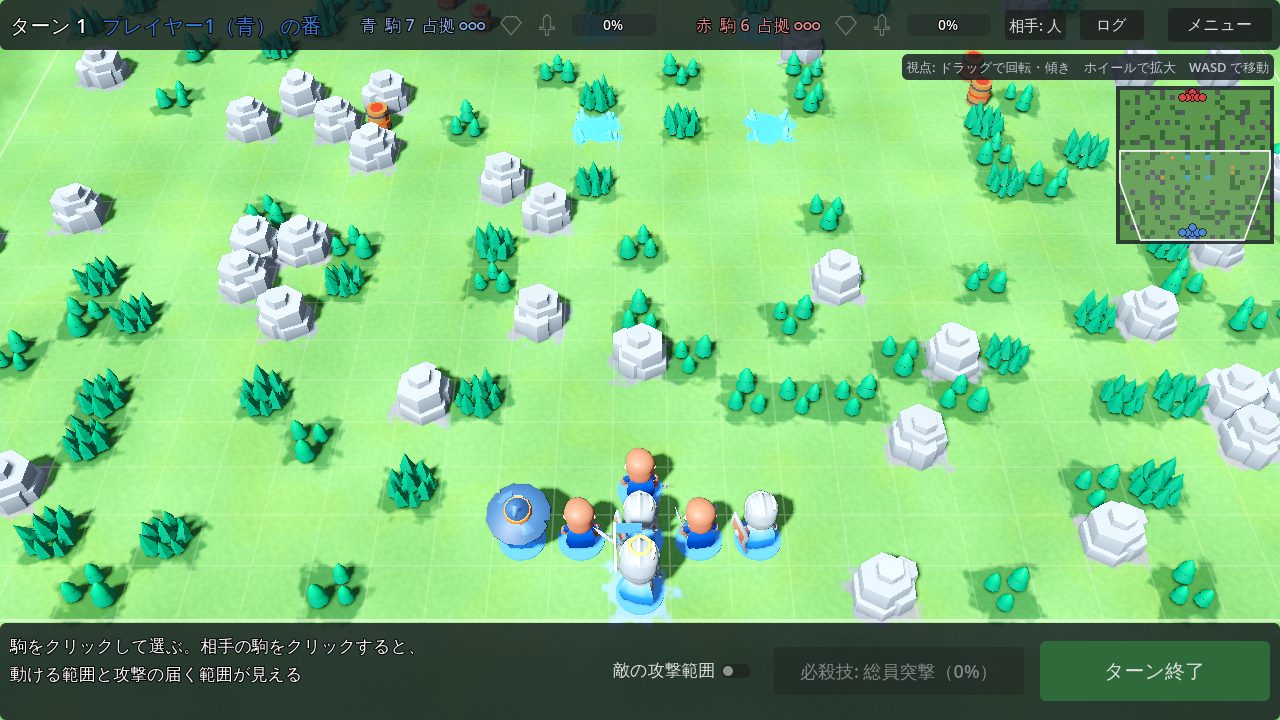 ターン 1 プレイヤー1（青）の番 青 駒 7 占拠 0% 赤 駒 6 占拠 0% 相手: 人 ログ メニュー
視点: ドラッグで回転・傾き ホイールで拡大 WASD で移動
駒をクリックして選ぶ。相手の駒をクリックすると、
動ける範囲と攻撃の届く範囲が見える
敵の攻撃範囲 必殺技: 総員突撃（0%） ターン終了